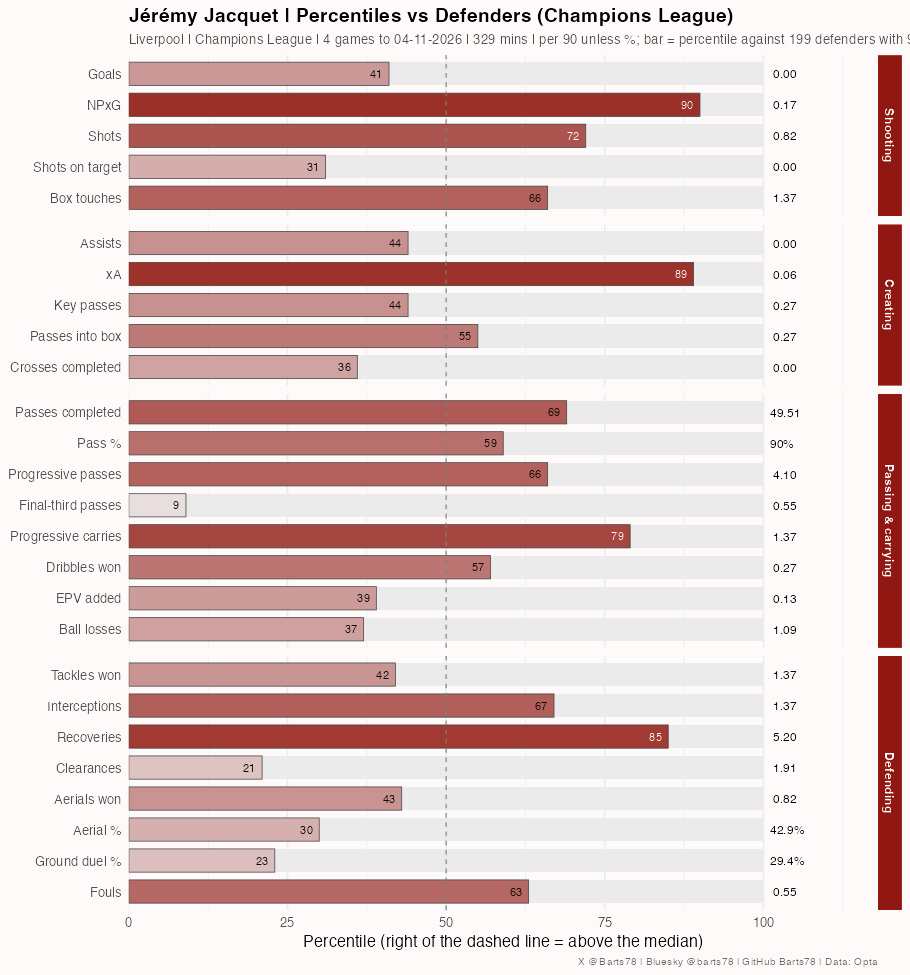 Jérémy Jacquet | Percentiles vs Defenders (Champions League)
Liverpool | Champions League | 4 games to 04-11-2026 | 329 mins | per 90 unless %; bar = percentile against 199 defenders with 9
Goals 41 0.00
NPxG 90 0.17
Shots 72 0.82
Shots on target 31 0.00
Box touches 66 1.37
Shooting
Assists 44 0.00
xA 89 0.06
Key passes 44 0.27
Passes into box 55 0.27
Crosses completed 36 0.00
Creating
Passes completed 69 49.51
Pass % 59 90%
Progressive passes 66 4.10
Final-third passes 9 0.55
Progressive carries 79 1.37
Dribbles won 57 0.27
EPV added 39 0.13
Ball losses 37 1.09
Passing & carrying
Tackles won 42 1.37
Interceptions 67 1.37
Recoveries 85 5.20
Clearances 21 1.91
Aerials won 43 0.82
Aerial % 30 42.9%
Ground duel % 23 29.4%
Fouls 63 0.55
Defending
0 25 50 75 100
Percentile (right of the dashed line = above the median)
X @Barts78 | Bluesky @barts78 | GitHub Barts78 | Data: Opta